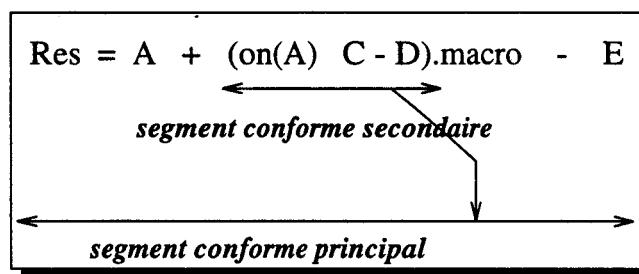 Res = A + (on(A) C - D).macro - E
segment conforme secondaire
segment conforme principal